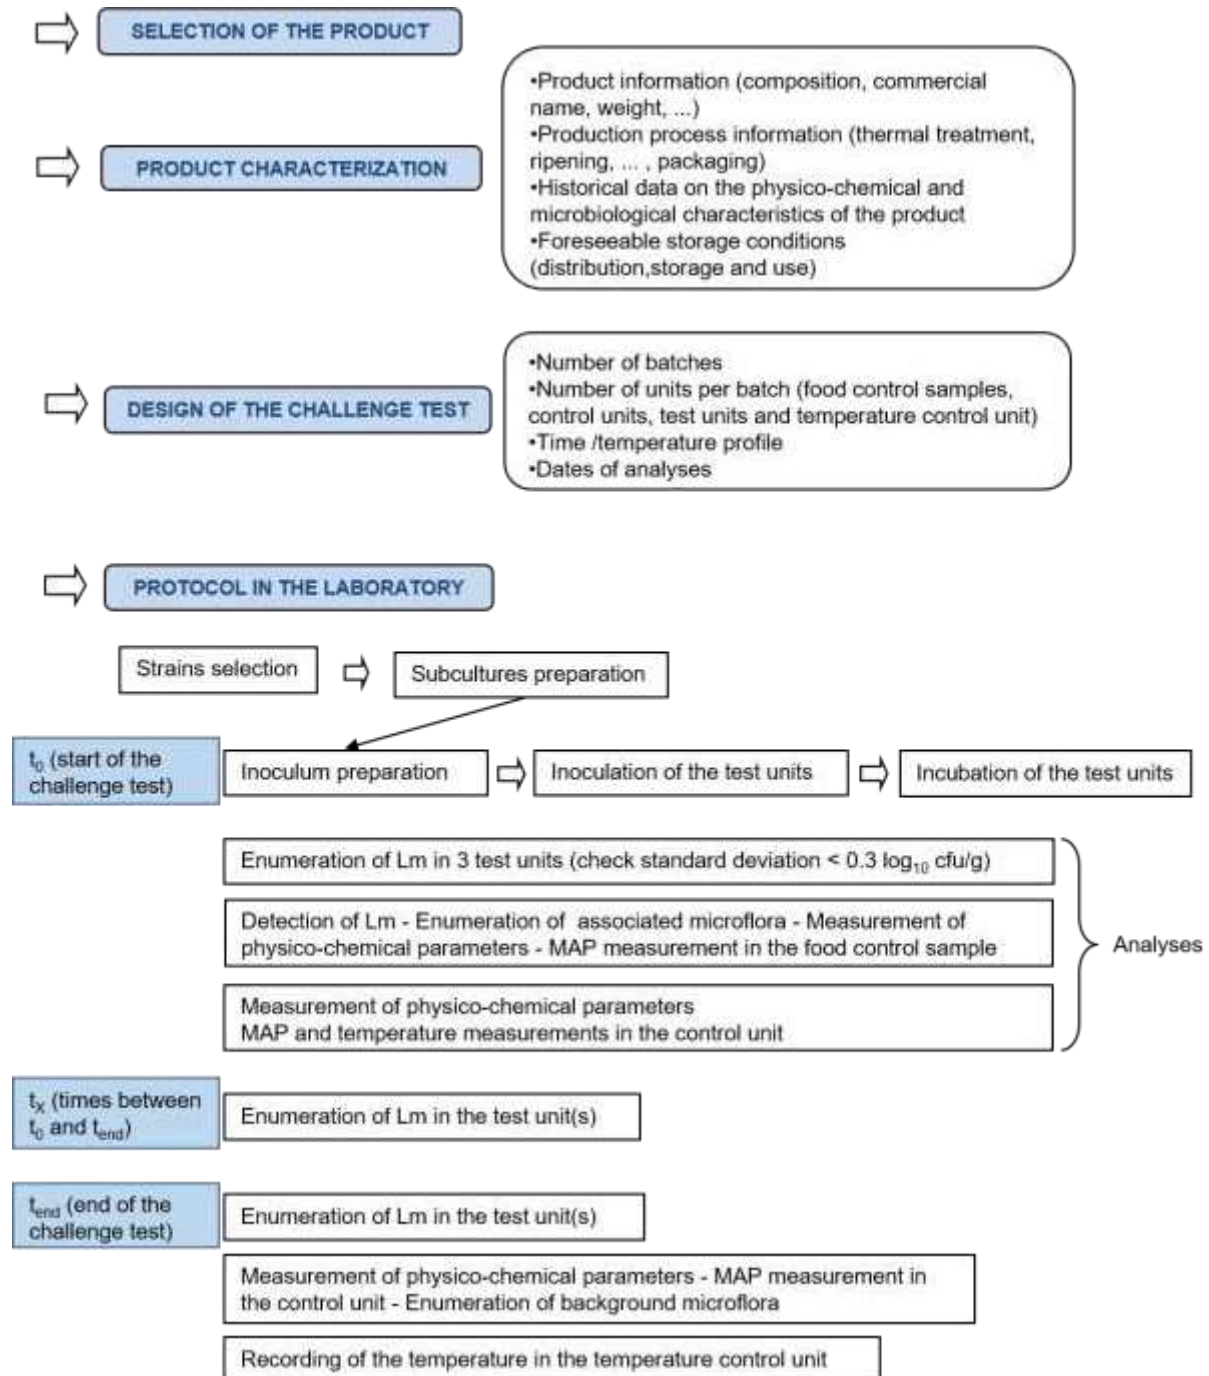 SELECTION OF THE PRODUCT
•Product information (composition, commercial
name, weight, ...)
•Production process information (thermal treatment,
ripening, ... , packaging)
•Historical data on the physico-chemical and
microbiological characteristics of the product
•Foreseeable storage conditions
(distribution,storage and use)
PRODUCT CHARACTERIZATION
•Number of batches
•Number of units per batch (food control samples,
control units, test units and temperature control unit)
•Time /temperature profile
•Dates of analyses
DESIGN OF THE CHALLENGE TEST
PROTOCOL IN THE LABORATORY
Strains selection
Subcultures preparation
t0 (start of the
challenge test)
Inoculum preparation
Inoculation of the test units
Incubation of the test units
Enumeration of Lm in 3 test units (check standard deviation < 0.3 log10 cfu/g)
Detection of Lm - Enumeration of associated microflora - Measurement of
physico-chemical parameters - MAP measurement in the food control sample
Measurement of physico-chemical parameters
MAP and temperature measurements in the control unit
Analyses
tX (times between
t0 and tend)
Enumeration of Lm in the test unit(s)
tend (end of the
challenge test)
Enumeration of Lm in the test unit(s)
Measurement of physico-chemical parameters - MAP measurement in
the control unit - Enumeration of background microflora
Recording of the temperature in the temperature control unit